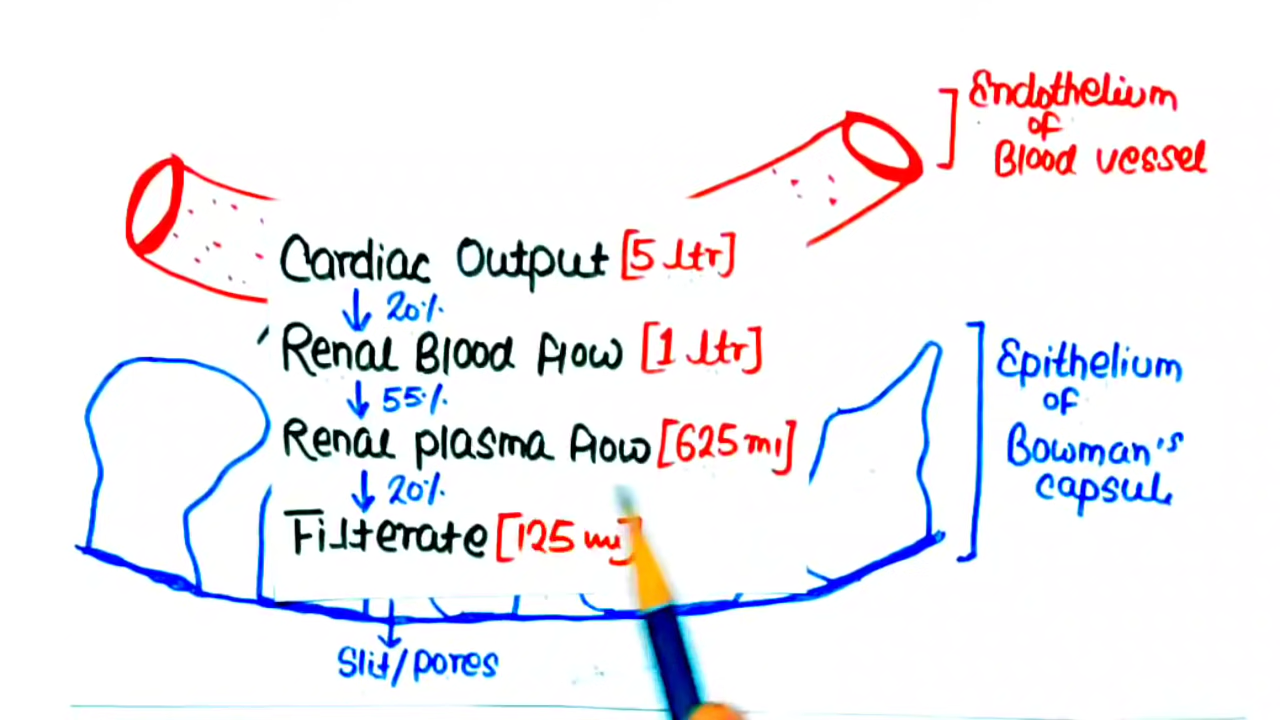 Endothelium
of
Blood vessel
Cardiac Output [5 ltr]
20%
Renal Blood flow [1 ltr]
55%
Renal plasma flow [625 ml]
20%
Filterate [125 ml]
Epithelium
of
Bowman's
capsule
Slit/pores